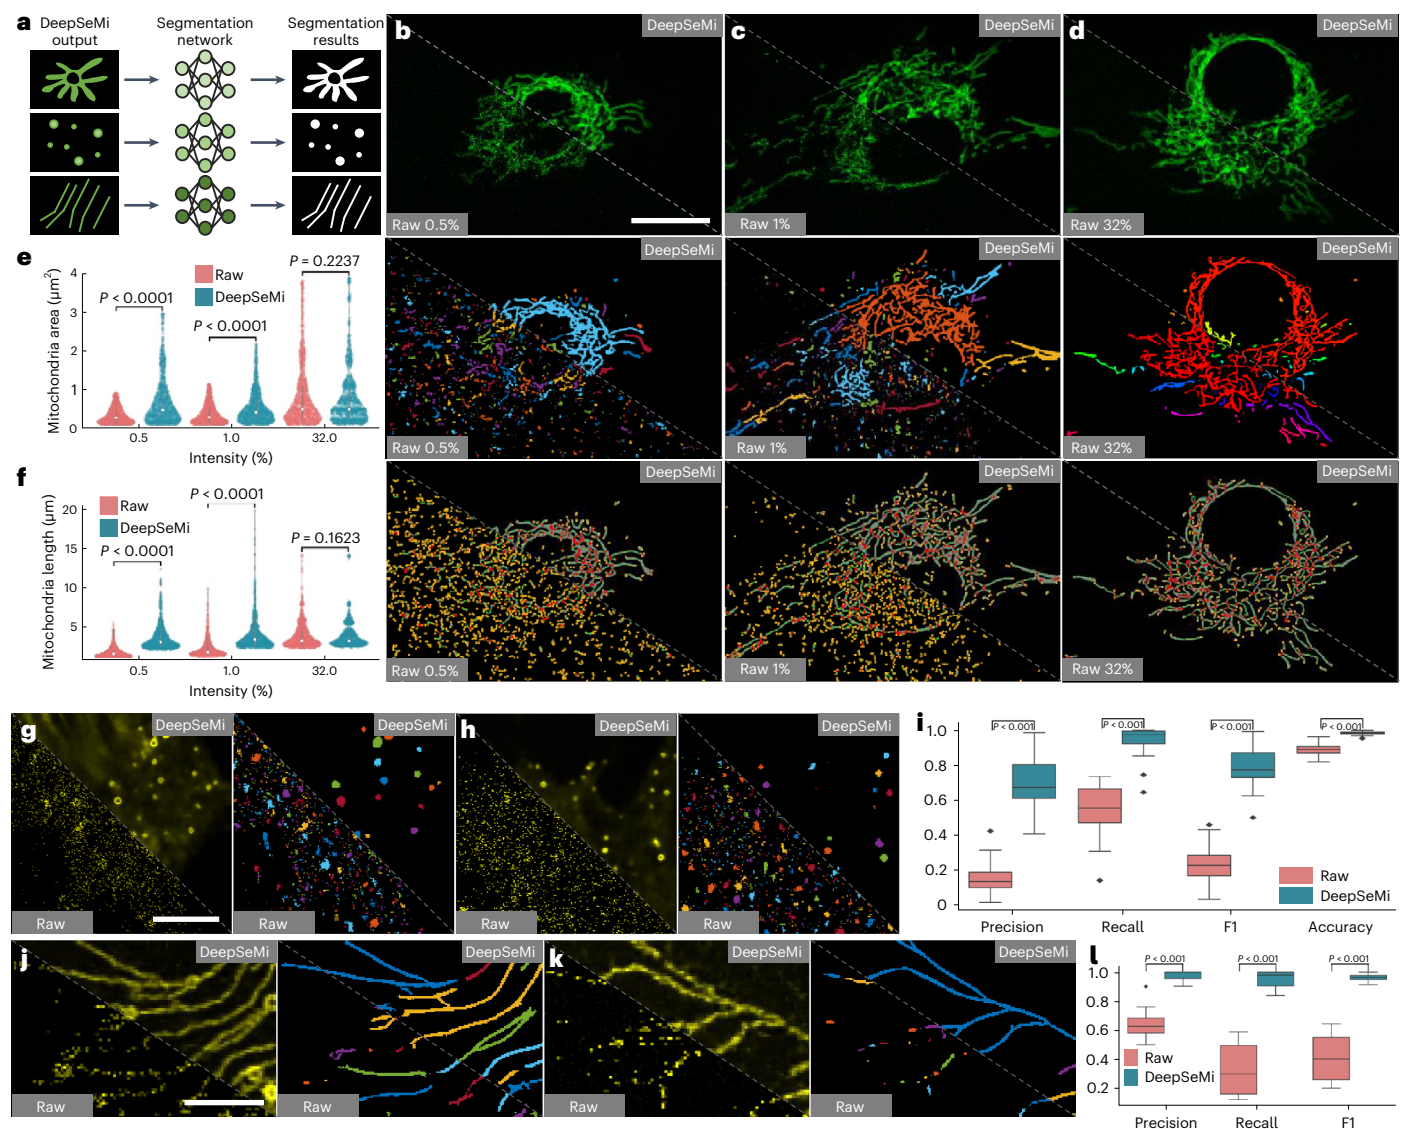 a
DeepSeMi
output
Segmentation
network
Segmentation
results
b
DeepSeMi
Raw 0.5%
c
DeepSeMi
Raw 1%
d
DeepSeMi
Raw 32%
DeepSeMi
Raw 0.5%
DeepSeMi
Raw 1%
DeepSeMi
Raw 32%
DeepSeMi
Raw 0.5%
DeepSeMi
Raw 1%
DeepSeMi
Raw 32%
e
Mitochondria area (µm²)
4
3
2
1
0
Raw
DeepSeMi
P < 0.0001
P < 0.0001
P = 0.2237
0.5
1.0
32.0
Intensity (%)
f
Mitochondria length (µm)
20
15
10
5
Raw
DeepSeMi
P < 0.0001
P < 0.0001
P = 0.1623
0.5
1.0
32.0
Intensity (%)
g
DeepSeMi
Raw
DeepSeMi
Raw
h
DeepSeMi
Raw
DeepSeMi
Raw
i
1.0
0.8
0.6
0.4
0.2
0
P < 0.001
P < 0.001
P < 0.001
P < 0.001
Raw
DeepSeMi
Precision
Recall
F1
Accuracy
j
DeepSeMi
Raw
DeepSeMi
Raw
k
DeepSeMi
Raw
DeepSeMi
Raw
l
1.0
0.8
0.6
0.4
0.2
P < 0.001
P < 0.001
P < 0.001
Raw
DeepSeMi
Precision
Recall
F1